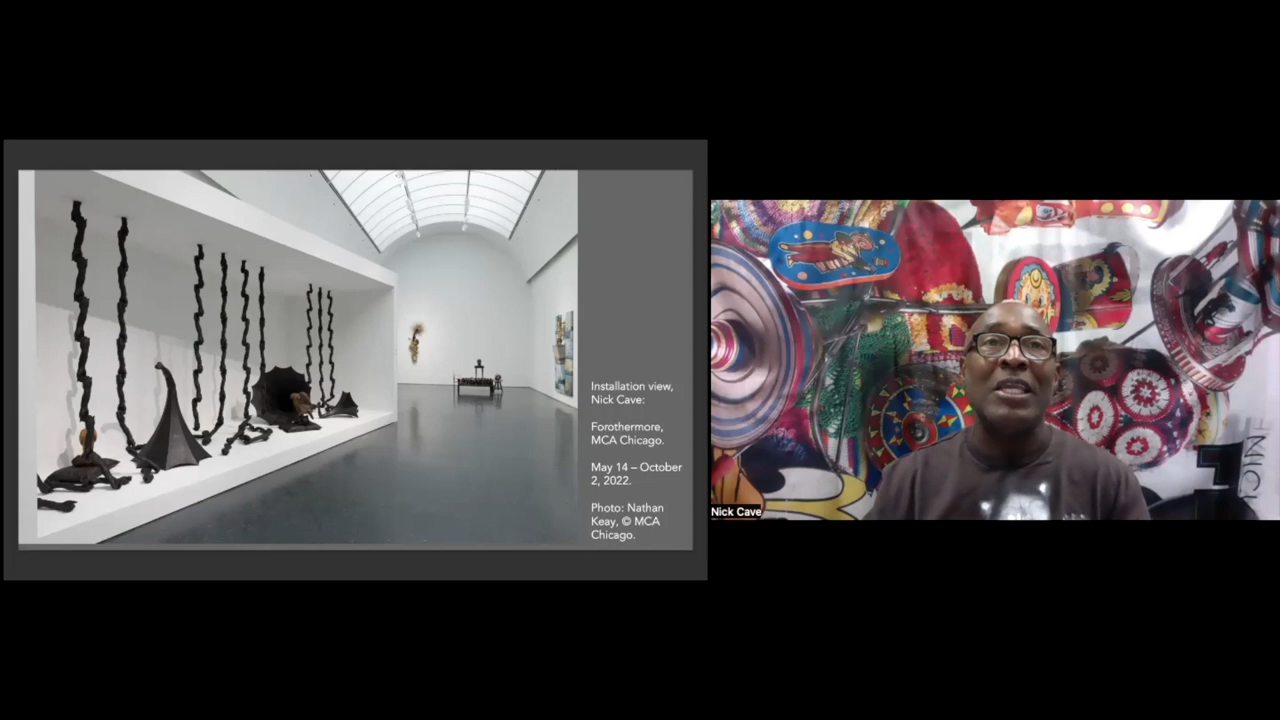 Installation view,
Nick Cave:
Forothermore,
MCA Chicago.
May 14 – October
2, 2022.
Photo: Nathan
Keay, © MCA
Chicago.
Nick Cave